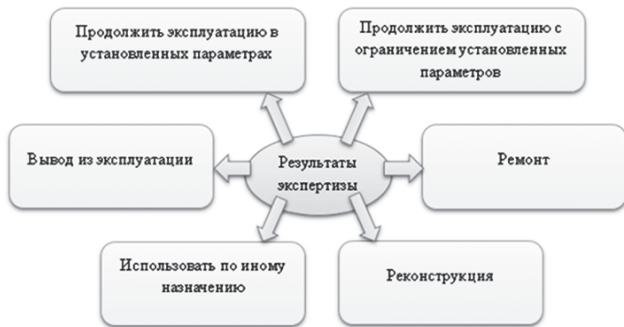 Продолжить эксплуатацию в
установленных параметрах
Продолжить эксплуатацию с
ограничением установленных
параметров
Вывод из эксплуатации
Результаты
экспертизы
Ремонт
Использовать по иному
назначению
Реконструкция